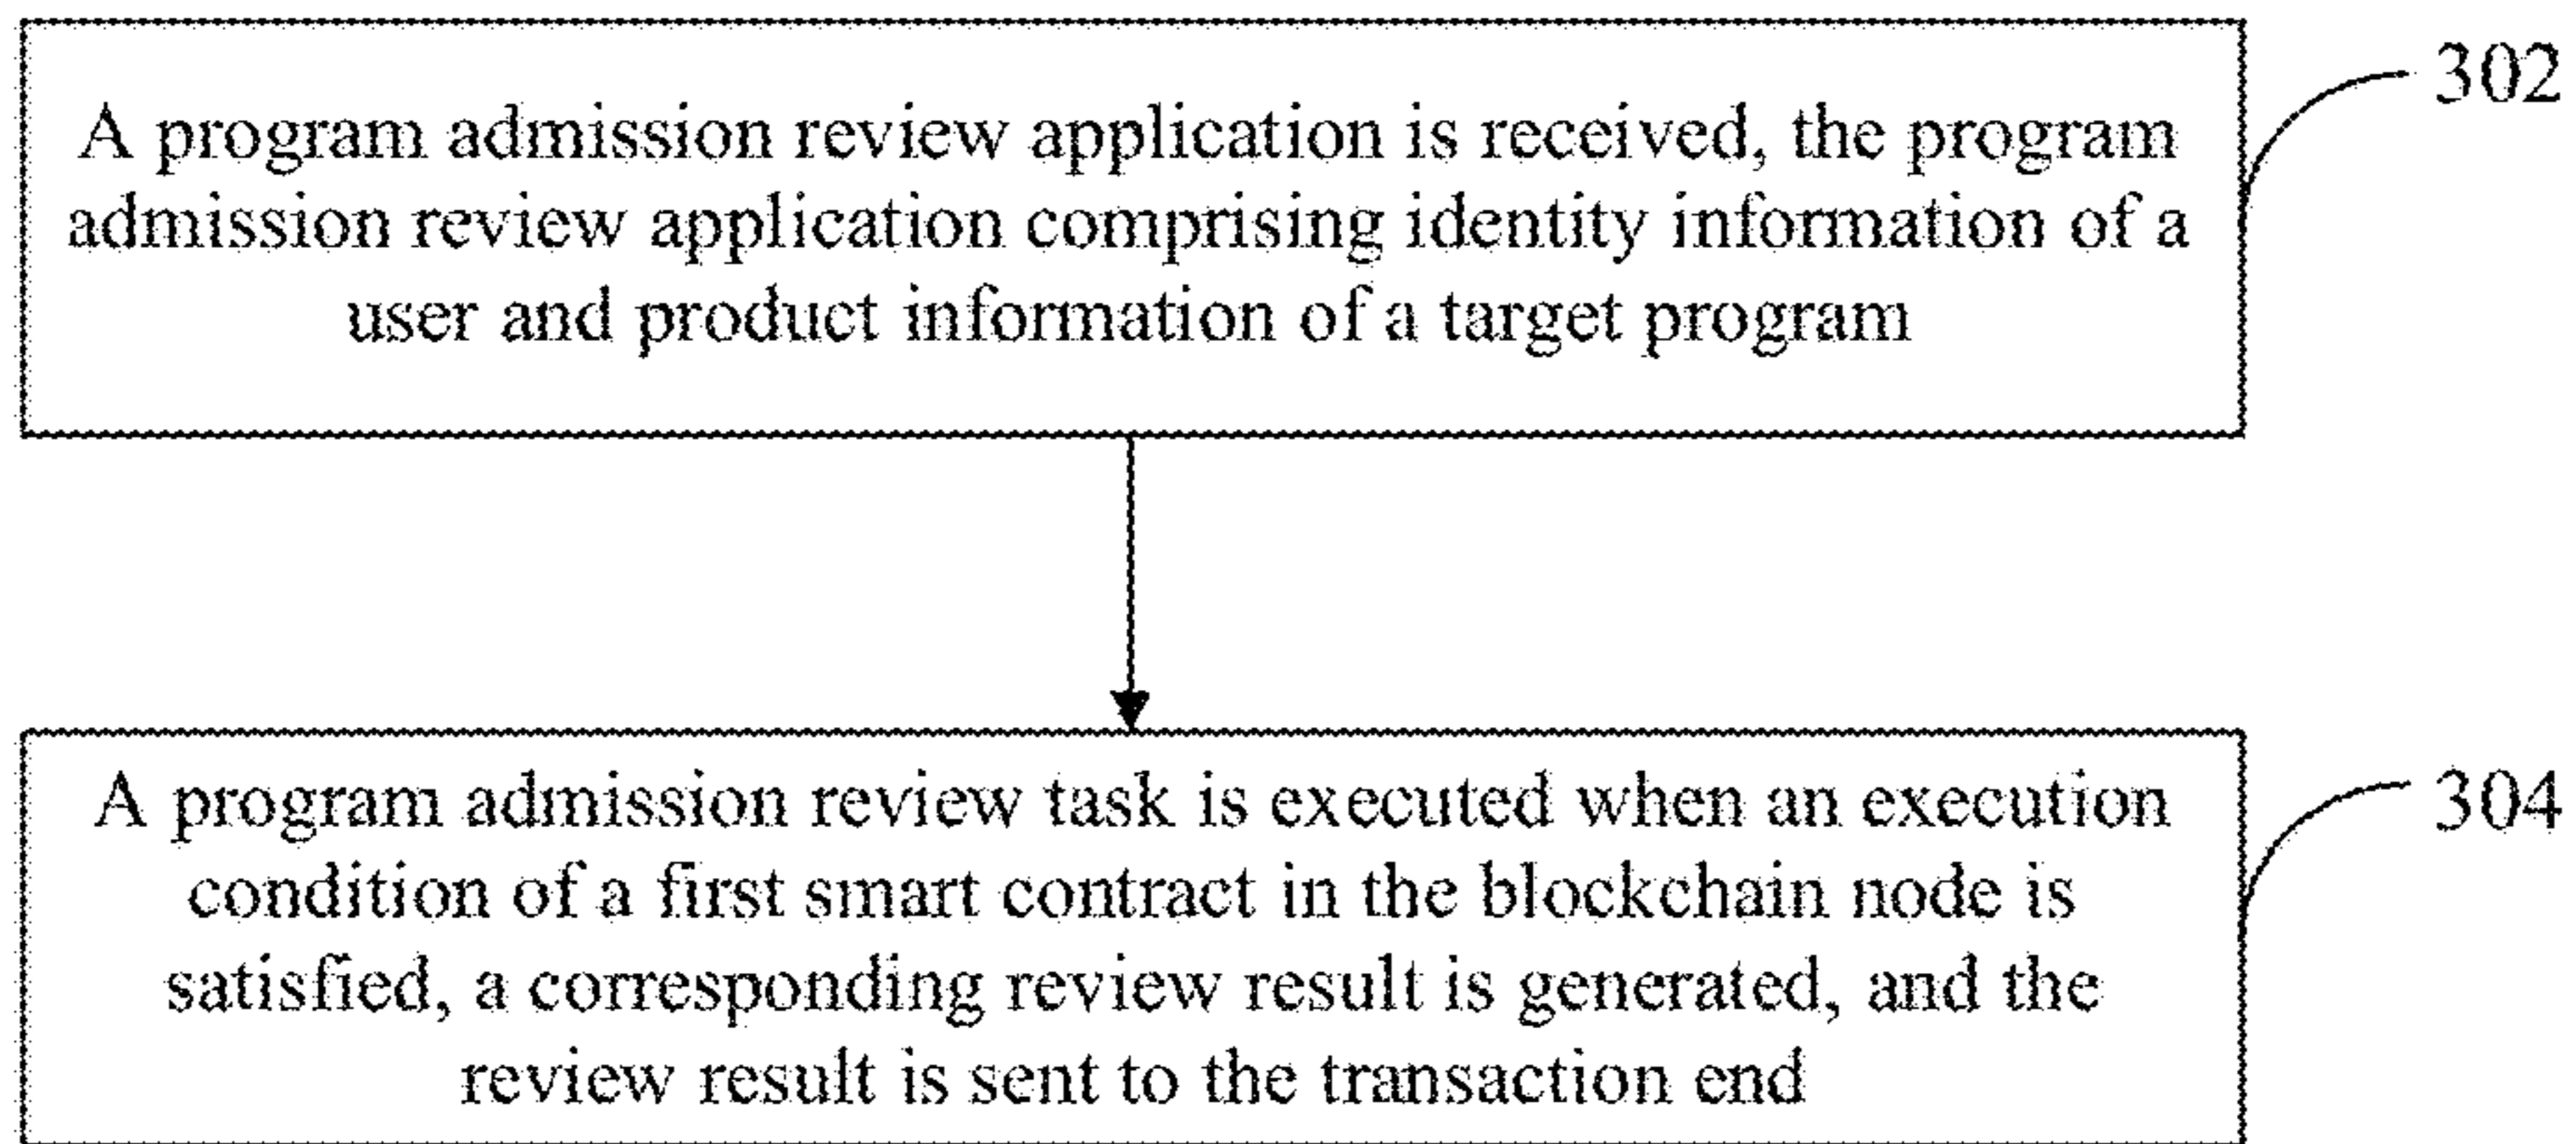 A program admission review application is received, the program
admission review application comprising identity information of a
user and product information of a target program
302
A program admission review task is executed when an execution
condition of a first smart contract in the blockchain node is
satisfied, a corresponding review result is generated, and the
review result is sent to the transaction end
304